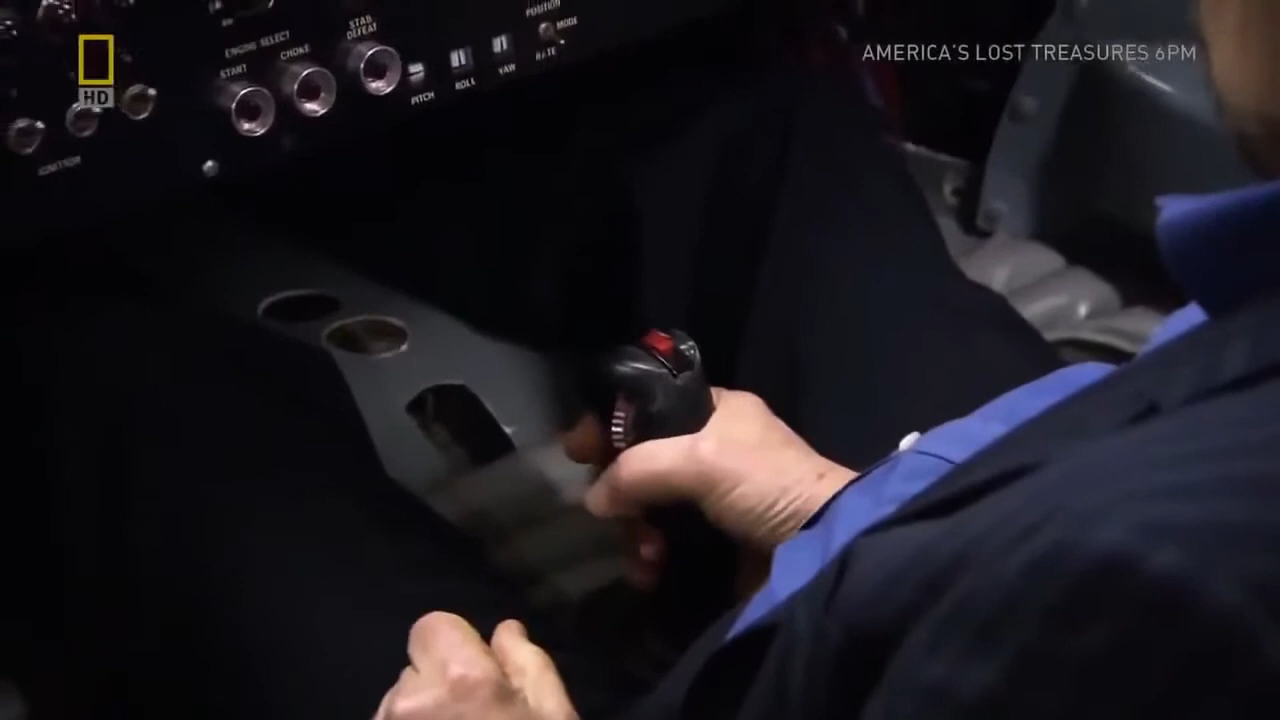 HD
AMERICA'S LOST TREASURES 6PM
POSITION
MODE
RATE
STAB
DEFEAT
ENGINE SELECT
START
CHOKE
PITCH
ROLL
YAW
IGNITION